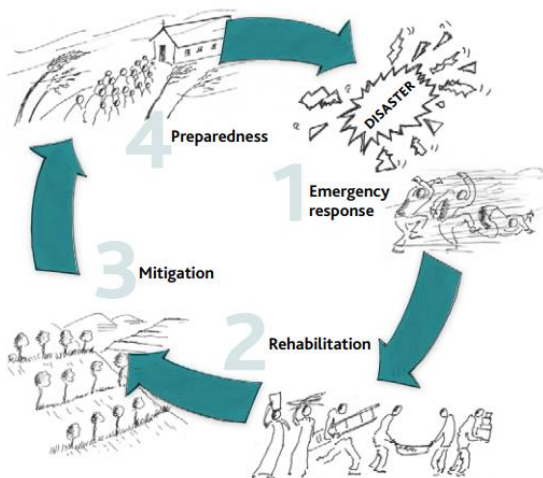 DISASTER
1
Emergency
response
2
Rehabilitation
3
Mitigation
4
Preparedness